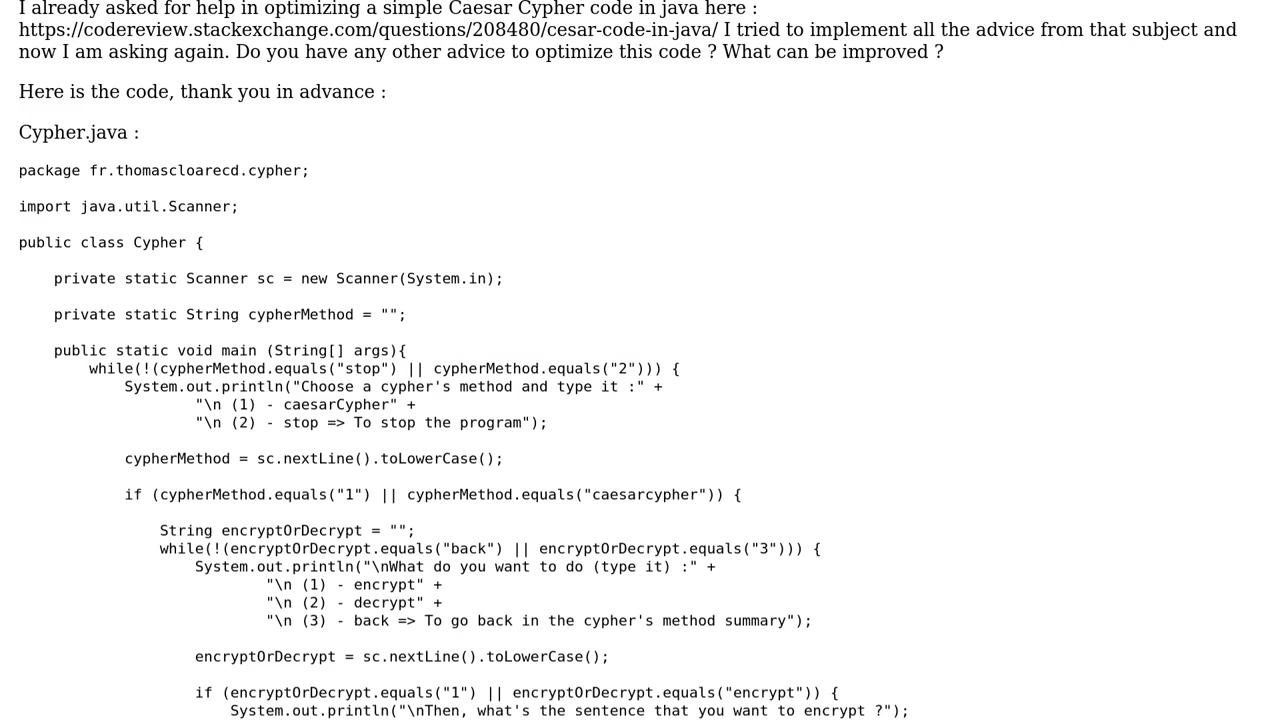 I already asked for help in optimizing a simple Caesar Cypher code in java here :
https://codereview.stackexchange.com/questions/208480/cesar-code-in-java/ I tried to implement all the advice from that subject and
now I am asking again. Do you have any other advice to optimize this code ? What can be improved ?
Here is the code, thank you in advance :
Cypher.java :
package fr.thomascloarecd.cypher;
import java.util.Scanner;
public class Cypher {
    private static Scanner sc = new Scanner(System.in);
    private static String cypherMethod = "";
    public static void main (String[] args){
        while(!(cypherMethod.equals("stop") || cypherMethod.equals("2"))) {
            System.out.println("Choose a cypher's method and type it :" +
                    "\n (1) - caesarCypher" +
                    "\n (2) - stop => To stop the program");
            cypherMethod = sc.nextLine().toLowerCase();
            if (cypherMethod.equals("1") || cypherMethod.equals("caesarcypher")) {
                String encryptOrDecrypt = "";
                while(!(encryptOrDecrypt.equals("back") || encryptOrDecrypt.equals("3"))) {
                    System.out.println("\nWhat do you want to do (type it) :" +
                            "\n (1) - encrypt" +
                            "\n (2) - decrypt" +
                            "\n (3) - back => To go back in the cypher's method summary");
                    encryptOrDecrypt = sc.nextLine().toLowerCase();
                    if (encryptOrDecrypt.equals("1") || encryptOrDecrypt.equals("encrypt")) {
                        System.out.println("\nThen, what's the sentence that you want to encrypt ?");